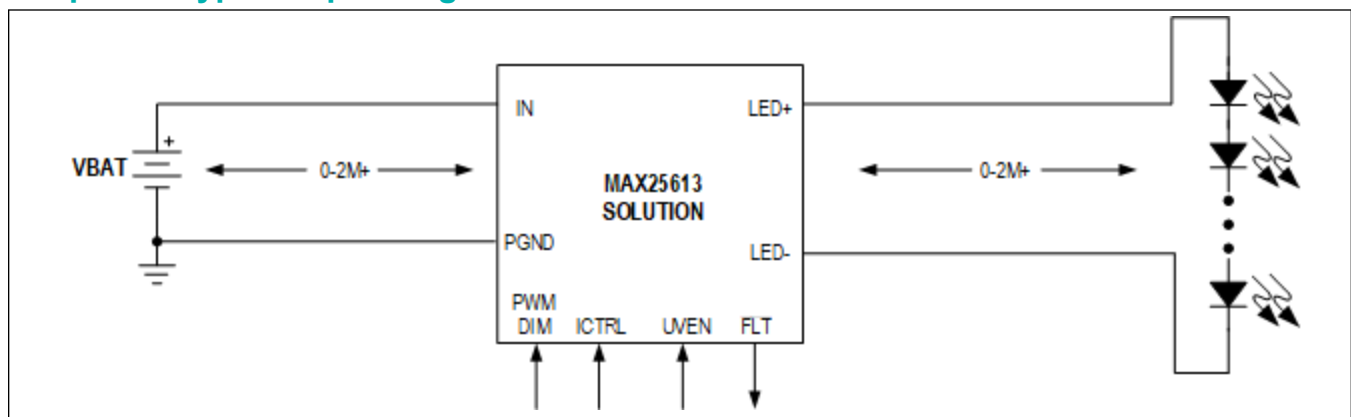 IN
LED+
+
VBAT
0-2M+
MAX25613
SOLUTION
0-2M+
PGND
LED-
PWM
DIM ICTRL UVEN FLT